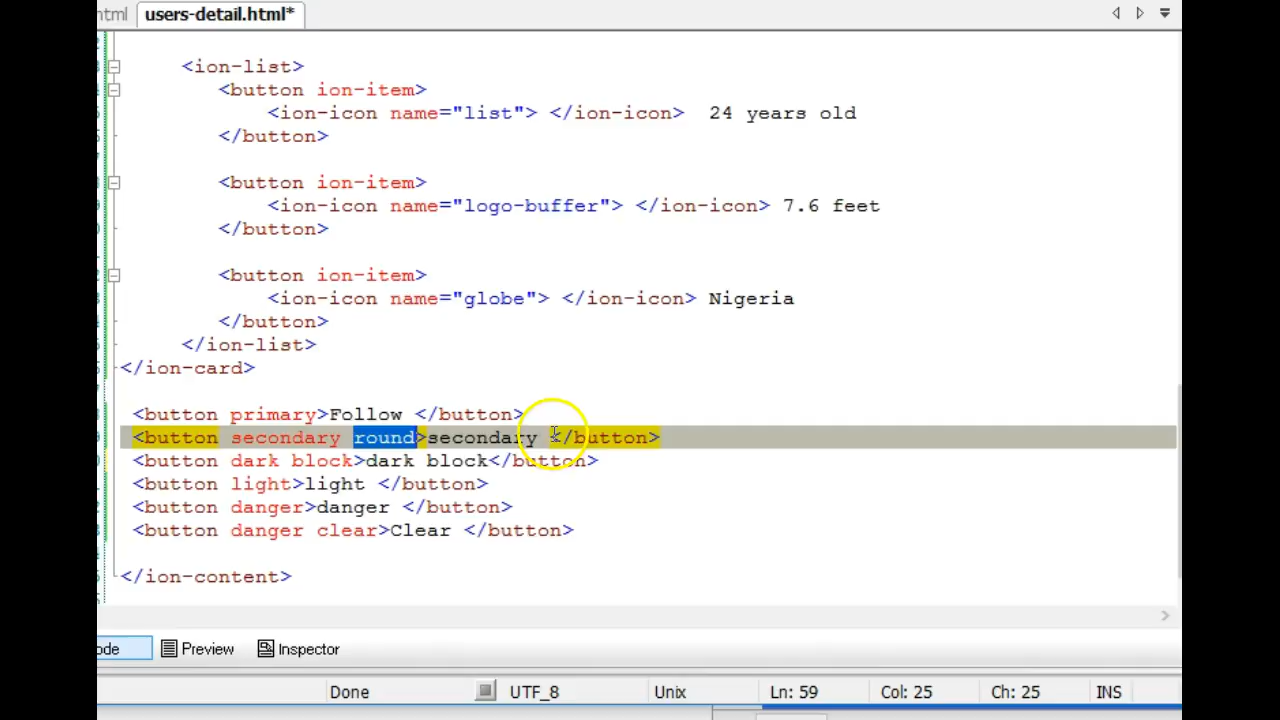 html
users-detail.html*
<ion-list>
<button ion-item>
<ion-icon name="list"> </ion-icon>  24 years old
</button>
<button ion-item>
<ion-icon name="logo-buffer"> </ion-icon> 7.6 feet
</button>
<button ion-item>
<ion-icon name="globe"> </ion-icon> Nigeria
</button>
</ion-list>
</ion-card>
<button primary>Follow </button>
<button secondary round>secondary </button>
<button dark block>dark block</button>
<button light>light </button>
<button danger>danger </button>
<button danger clear>Clear </button>
</ion-content>
ode Preview Inspector
Done UTF_8 Unix Ln: 59 Col: 25 Ch: 25 INS